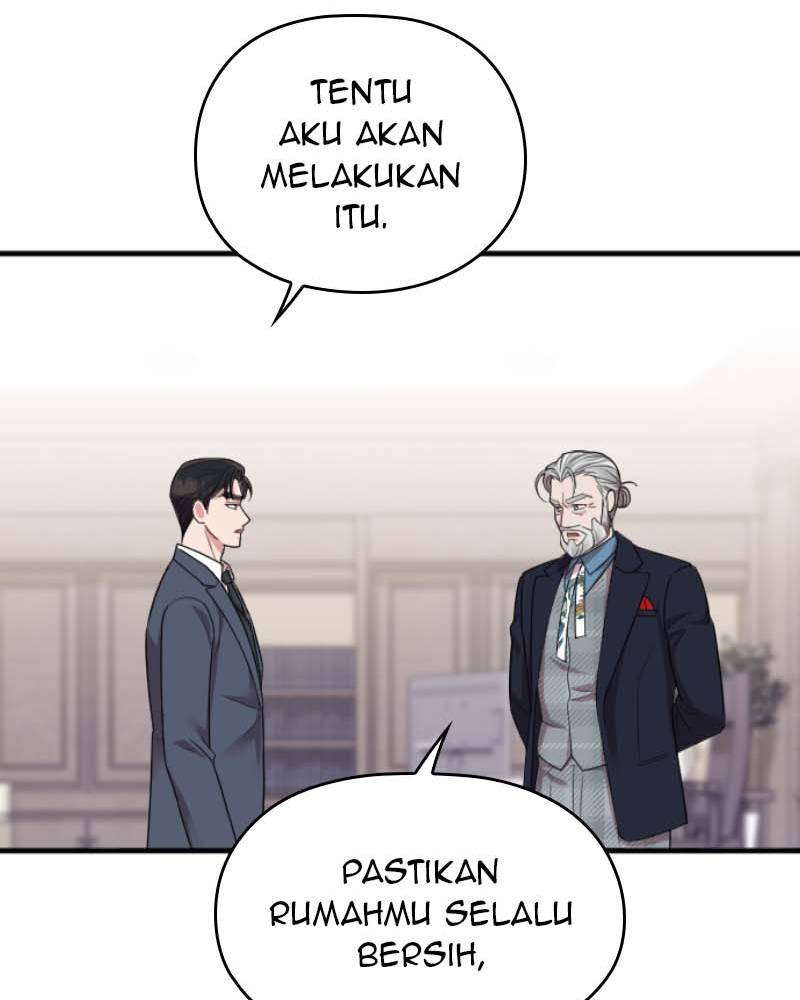 TENTU
AKU AKAN
MELAKUKAN
ITU.
PASTIKAN
RUMAHMU SELALU
BERSIH,